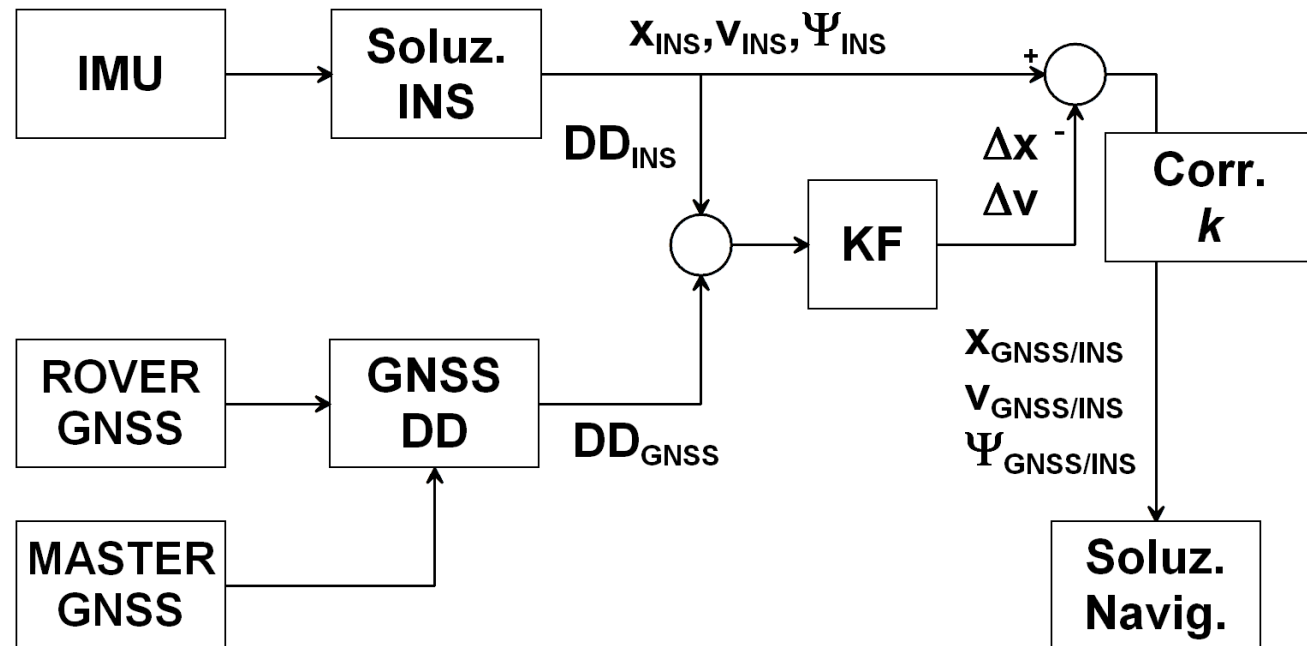 IMU
Soluz.
INS
xINS,vINS,ΨINS
+
DDINS
Δx -
Δv
Corr.
k
KF
ROVER
GNSS
GNSS
DD
DDGNSS
xGNSS/INS
vGNSS/INS
ΨGNSS/INS
MASTER
GNSS
Soluz.
Navig.